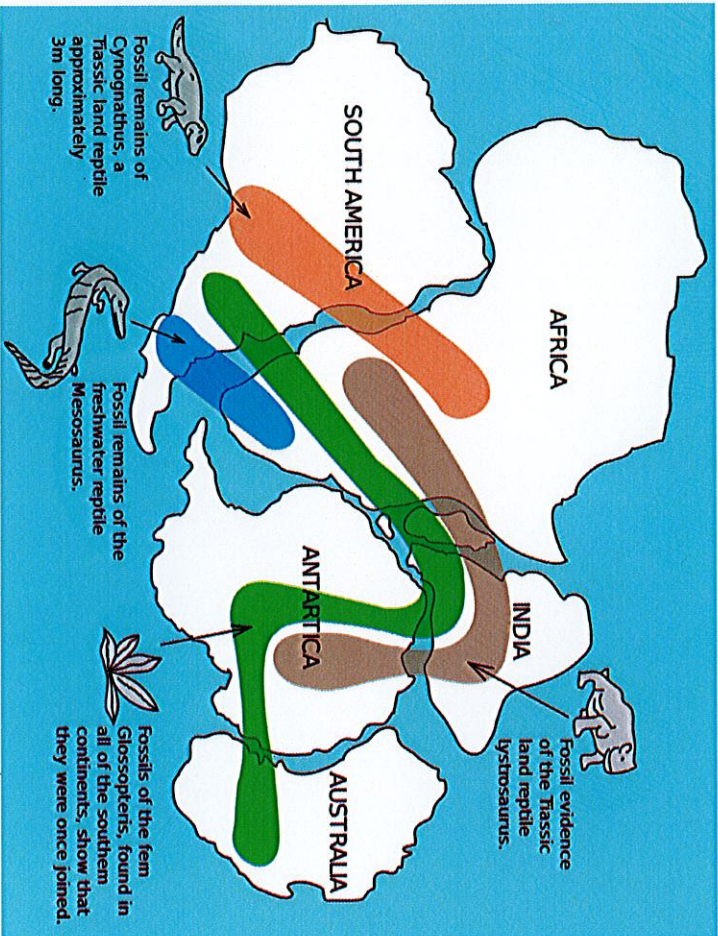 AFRICA
SOUTH AMERICA
INDIA
ANTARTICA
AUSTRALIA
Fossil evidence
of the Tiassic
land reptile
lystrosaurus.
Fossil remains of
Cynognathus, a
Tiassic land reptile
approximately
3m long.
Fossil remains of the
freshwater reptile
Mesosaurus.
Fossils of the fem
Glossopteris, found in
all of the southem
continents, show that
they were once joined.